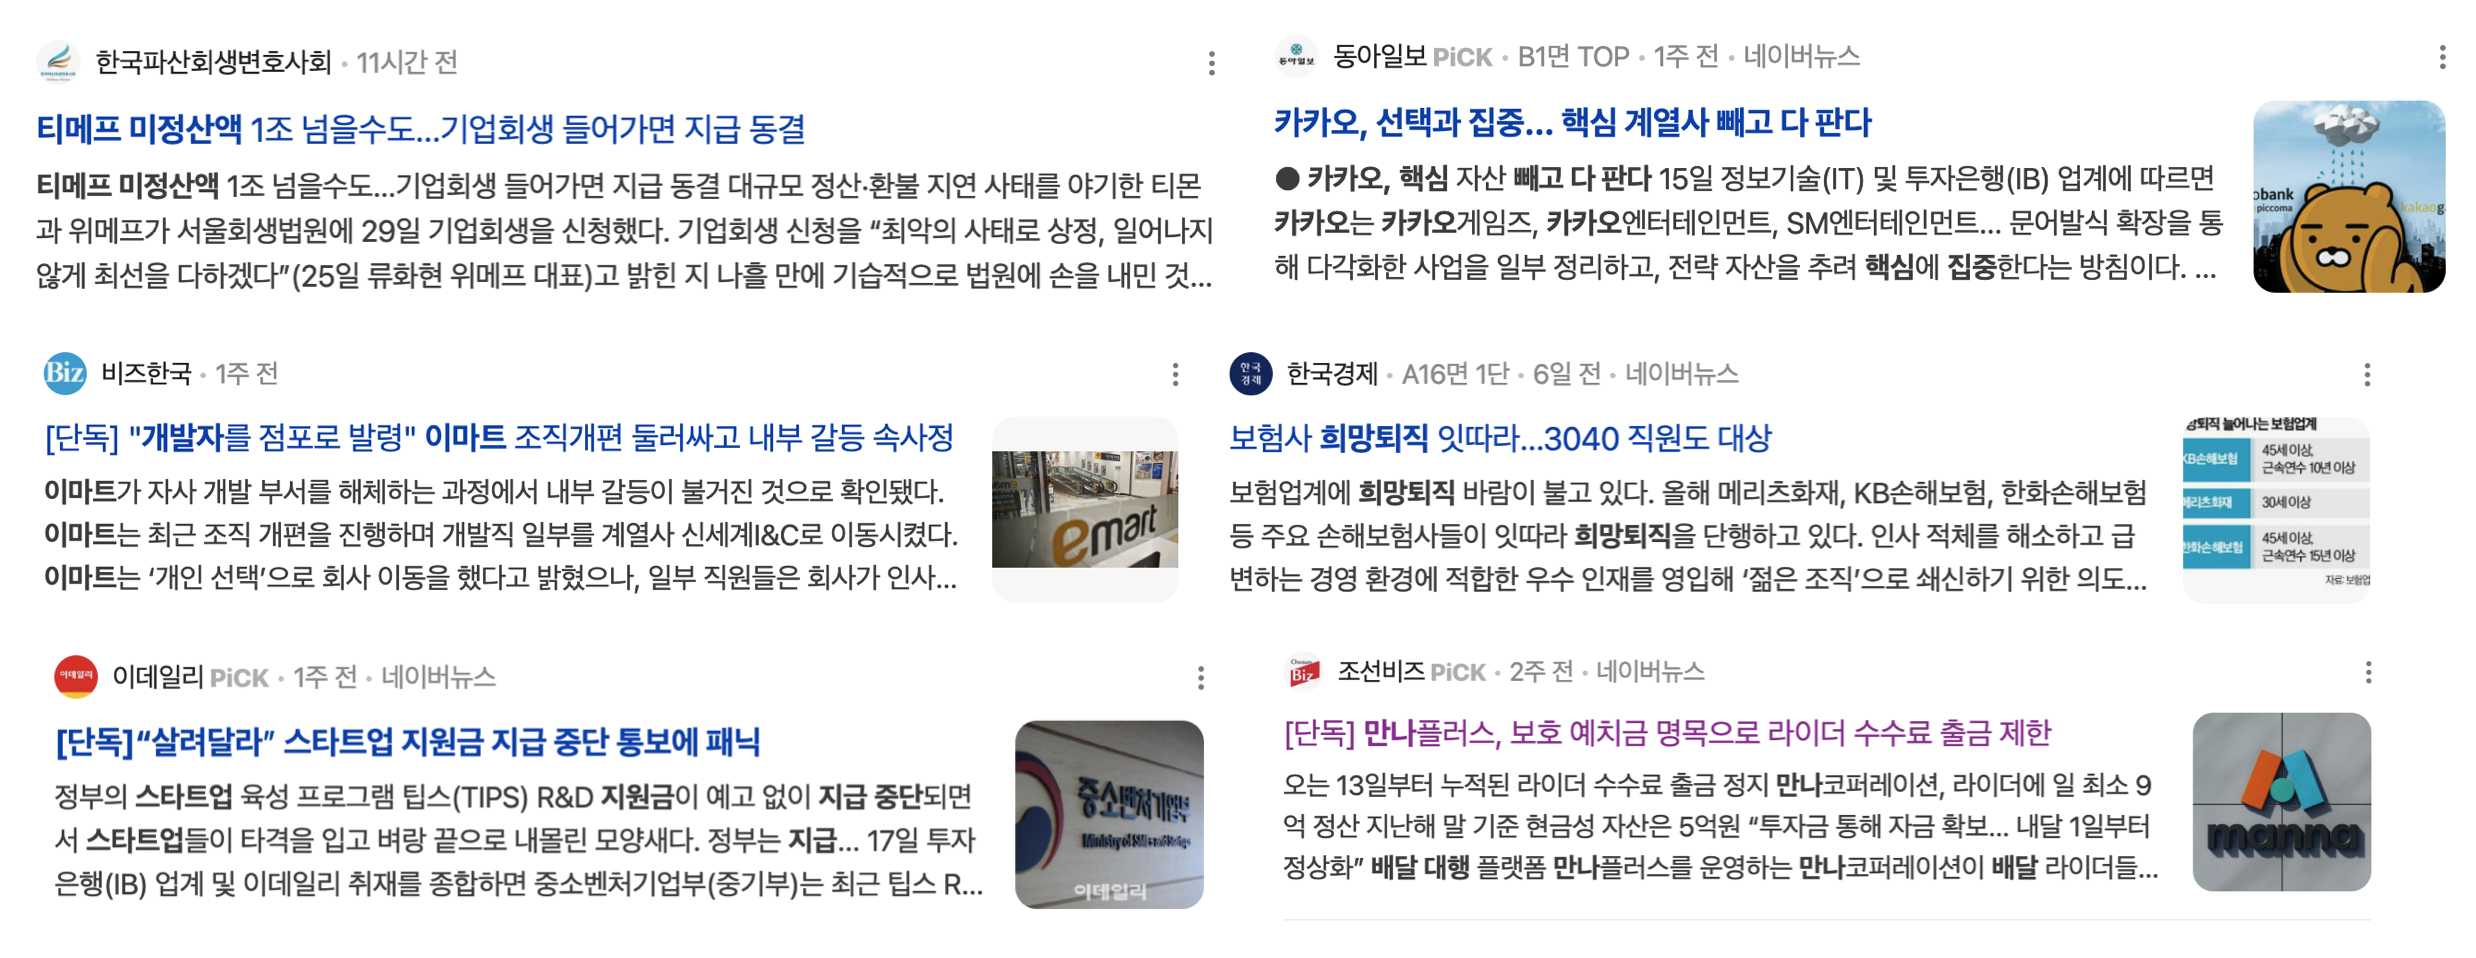 한국파산회생변호사회 · 11시간 전
티메프 미정산액 1조 넘을수도...기업회생 들어가면 지급 동결
티메프 미정산액 1조 넘을수도...기업회생 들어가면 지급 동결 대규모 정산·환불 지연 사태를 야기한 티몬
과 위메프가 서울회생법원에 29일 기업회생을 신청했다. 기업회생 신청을 “최악의 사태로 상정, 일어나지
않게 최선을 다하겠다”(25일 류화현 위메프 대표)고 밝힌 지 나흘 만에 기습적으로 법원에 손을 내민 것...
동아일보
동아일보 PiCK · B1면 TOP · 1주 전 · 네이버뉴스
카카오, 선택과 집중... 핵심 계열사 빼고 다 판다
● 카카오, 핵심 자산 빼고 다 판다 15일 정보기술(IT) 및 투자은행(IB) 업계에 따르면
카카오는 카카오게임즈, 카카오엔터테인먼트, SM엔터테인먼트... 문어발식 확장을 통
해 다각화한 사업을 일부 정리하고, 전략 자산을 추려 핵심에 집중한다는 방침이다. ...
bank
piccoma
kakaog
Biz
비즈한국 · 1주 전
[단독] "개발자를 점포로 발령" 이마트 조직개편 둘러싸고 내부 갈등 속사정
이마트가 자사 개발 부서를 해체하는 과정에서 내부 갈등이 불거진 것으로 확인됐다.
이마트는 최근 조직 개편을 진행하며 개발직 일부를 계열사 신세계I&C로 이동시켰다.
이마트는 ‘개인 선택’으로 회사 이동을 했다고 밝혔으나, 일부 직원들은 회사가 인사...
emart
한국
경제
한국경제 · A16면 1단 · 6일 전 · 네이버뉴스
보험사 희망퇴직 잇따라...3040 직원도 대상
보험업계에 희망퇴직 바람이 불고 있다. 올해 메리츠화재, KB손해보험, 한화손해보험
등 주요 손해보험사들이 잇따라 희망퇴직을 단행하고 있다. 인사 적체를 해소하고 급
변하는 경영 환경에 적합한 우수 인재를 영입해 ‘젊은 조직’으로 쇄신하기 위한 의도...
망퇴직 늘어나는 보험업계
KB손해보험
45세 이상,
근속연수 10년 이상
메리츠화재
30세 이상
한화손해보험
45세 이상,
근속연수 15년 이상
자료: 보험업
이데일리
이데일리 PiCK · 1주 전 · 네이버뉴스
[단독]“살려달라” 스타트업 지원금 지급 중단 통보에 패닉
정부의 스타트업 육성 프로그램 팁스(TIPS) R&D 지원금이 예고 없이 지급 중단되면
서 스타트업들이 타격을 입고 벼랑 끝으로 내몰린 모양새다. 정부는 지급... 17일 투자
은행(IB) 업계 및 이데일리 취재를 종합하면 중소벤처기업부(중기부)는 최근 팁스 R...
중소벤처기업부
Ministry of SMEs and Startups
이데일리
Chosun
Biz
조선비즈 PiCK · 2주 전 · 네이버뉴스
[단독] 만나플러스, 보호 예치금 명목으로 라이더 수수료 출금 제한
오는 13일부터 누적된 라이더 수수료 출금 정지 만나코퍼레이션, 라이더에 일 최소 9
억 정산 지난해 말 기준 현금성 자산은 5억원 “투자금 통해 자금 확보... 내달 1일부터
정상화” 배달 대행 플랫폼 만나플러스를 운영하는 만나코퍼레이션이 배달 라이더들...
manna